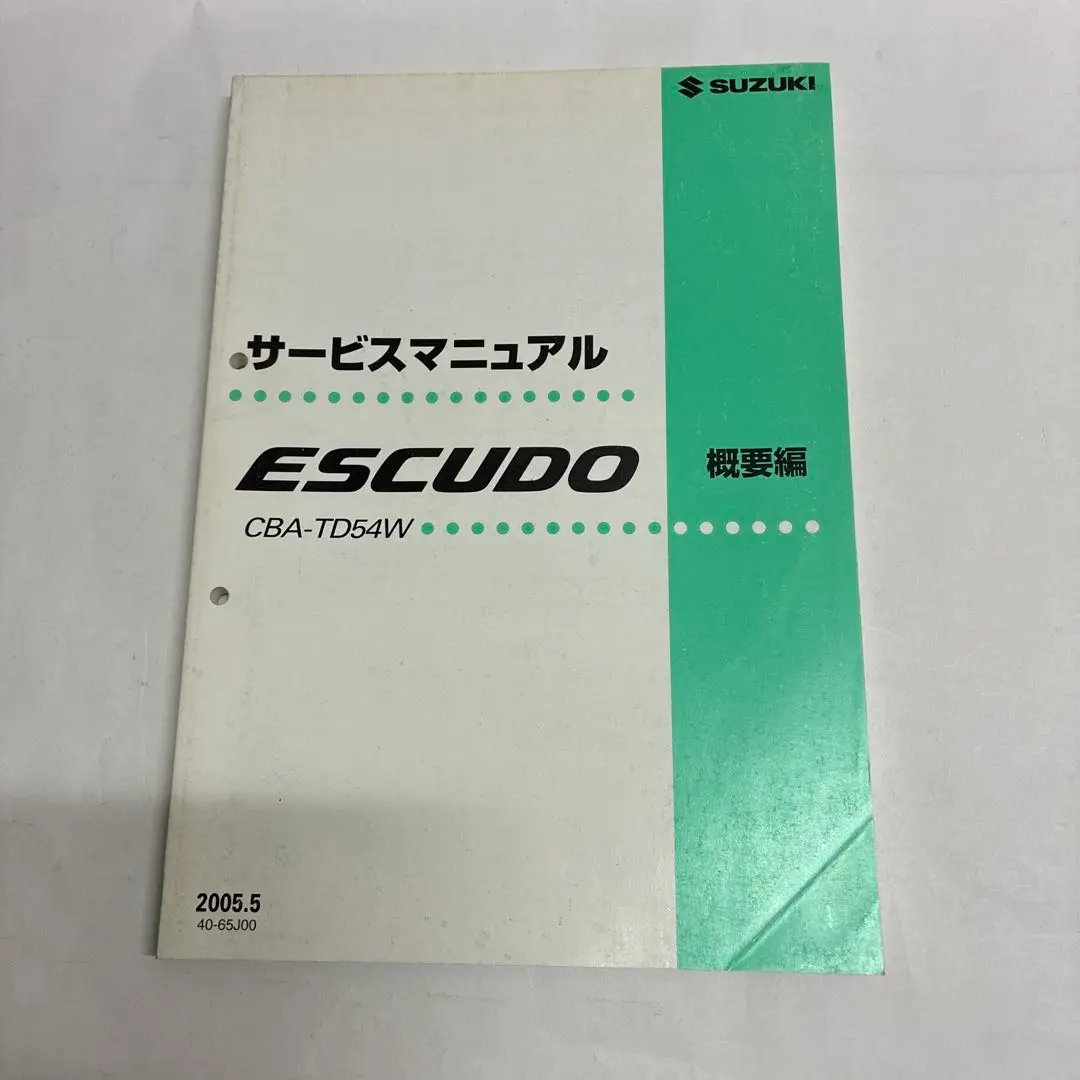 SUZUKI
サービスマニュアル
ESCUDO
概要編
CBA-TD54W
2005.5
40-65J00